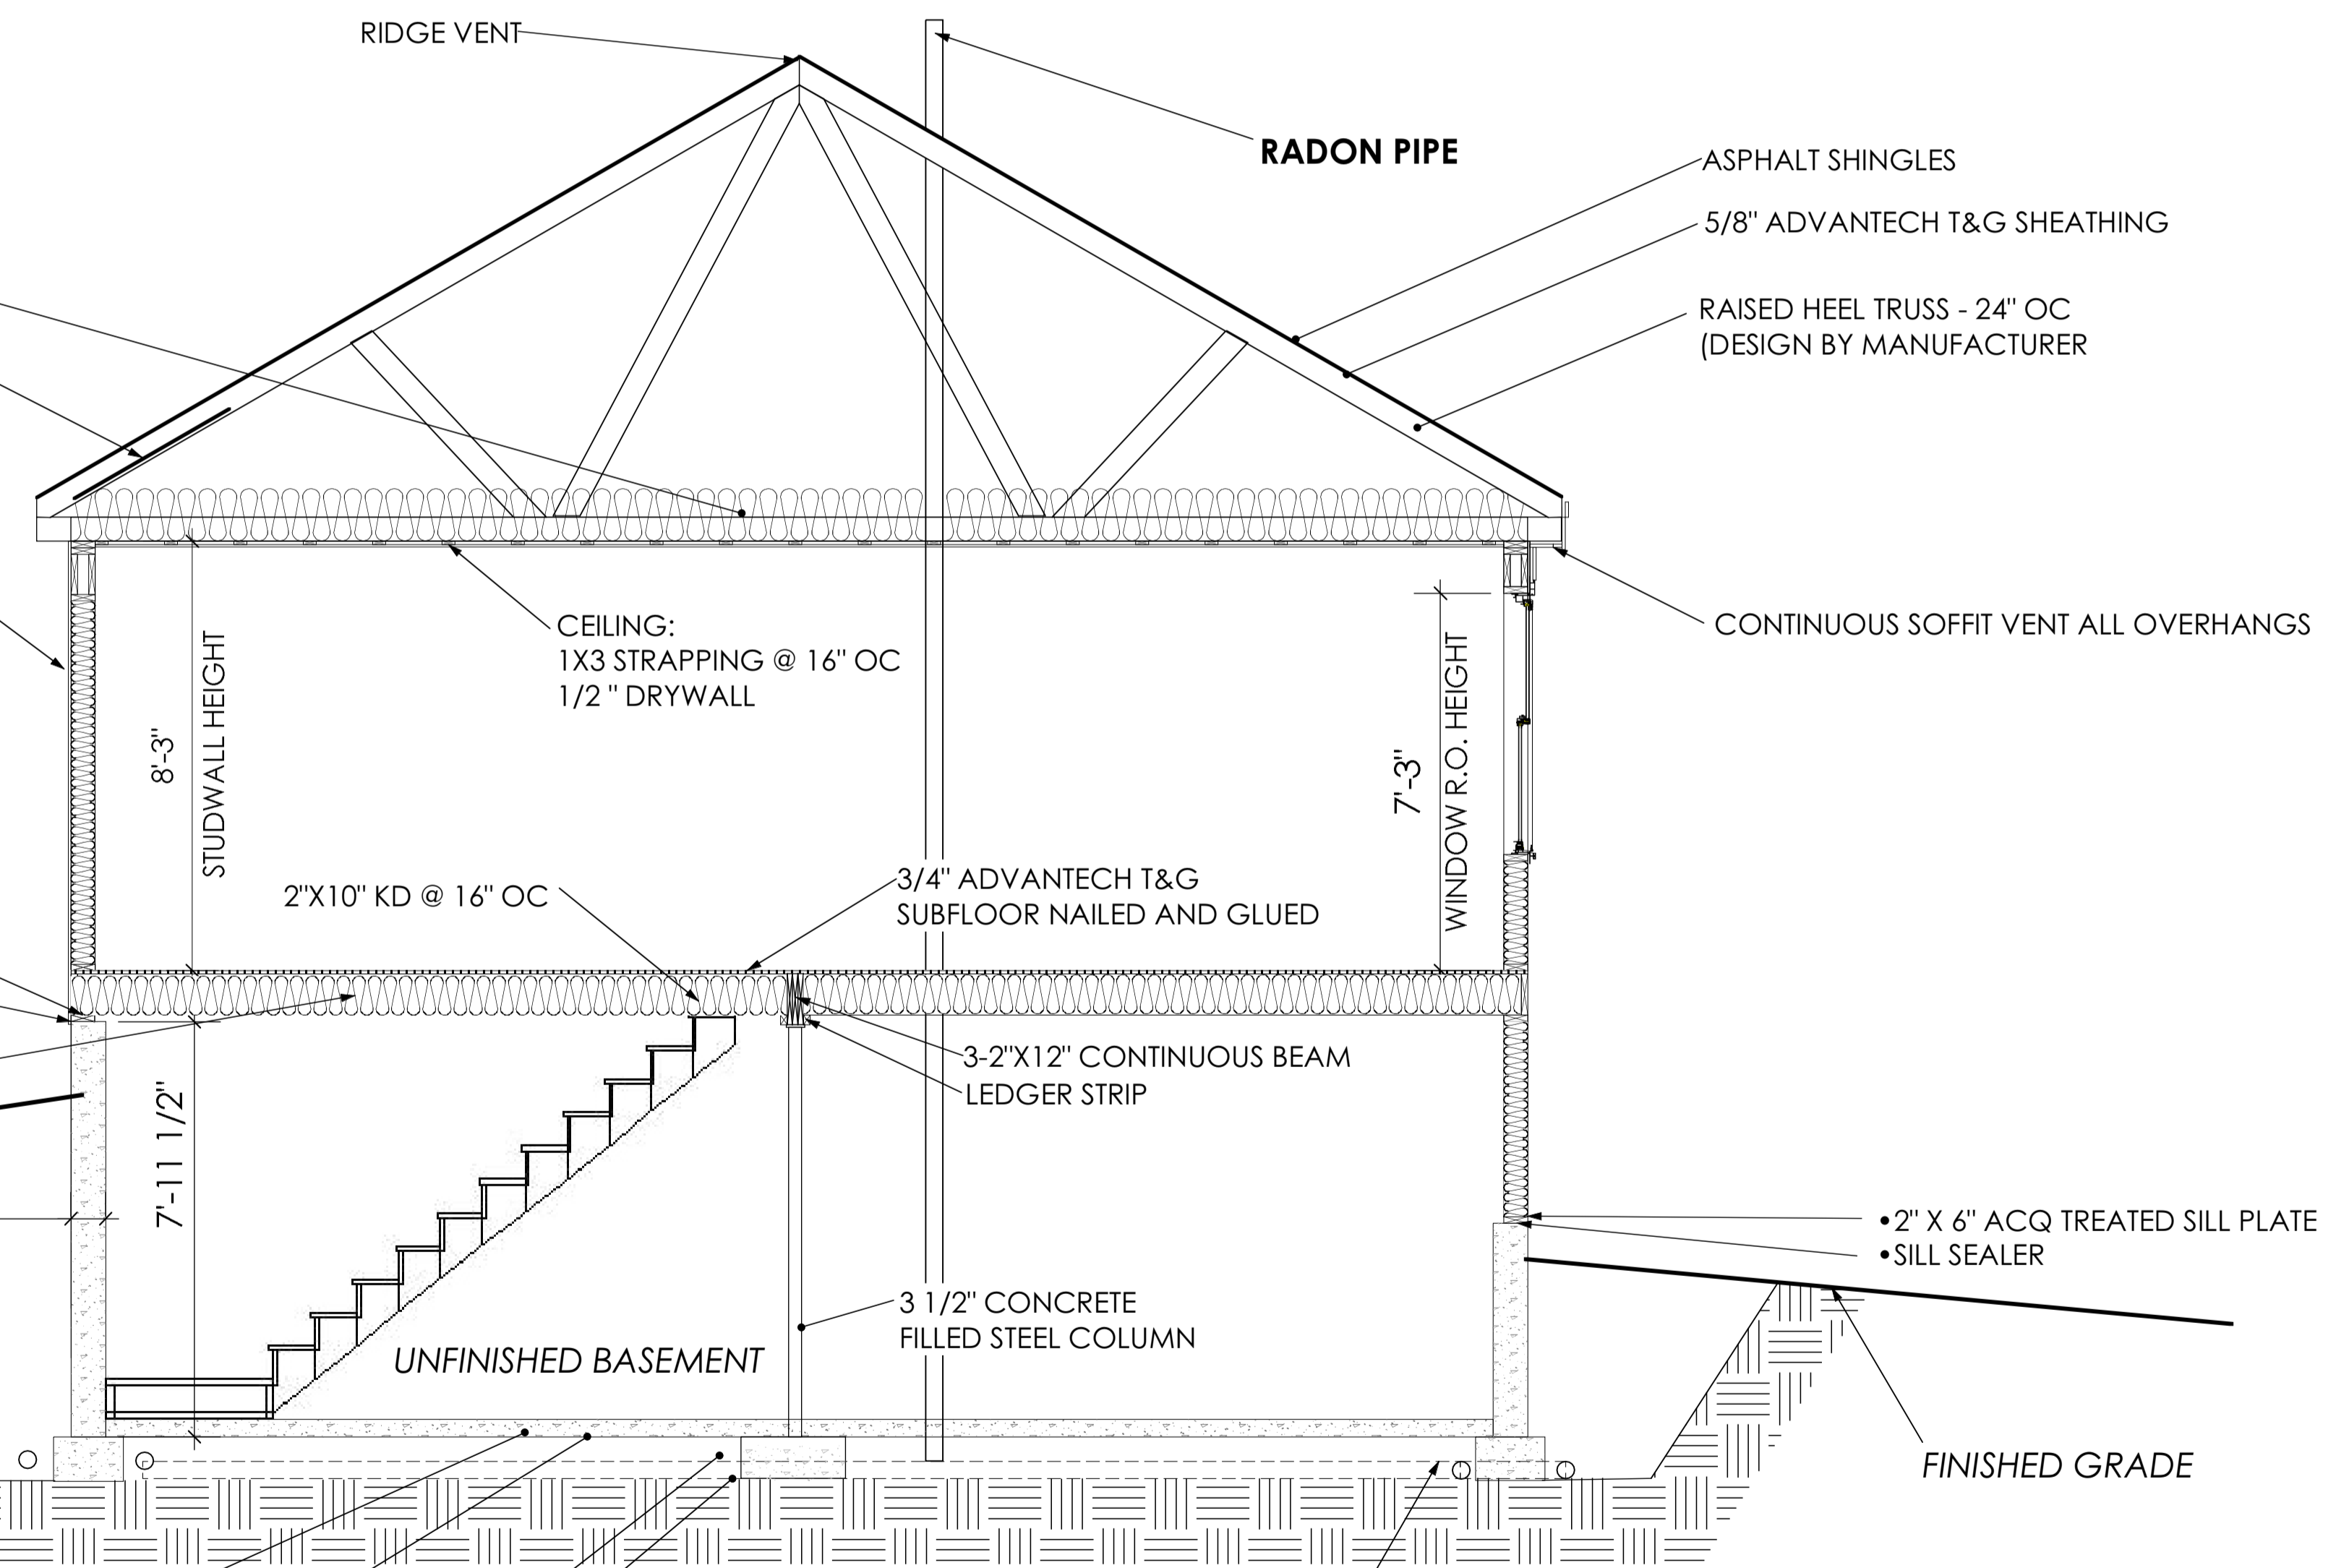 RIDGE VENT
RADON PIPE
ASPHALT SHINGLES
5/8" ADVANTECH T&G SHEATHING
RAISED HEEL TRUSS - 24" OC
(DESIGN BY MANUFACTURER
CEILING:
1X3 STRAPPING @ 16" OC
1/2 " DRYWALL
CONTINUOUS SOFFIT VENT ALL OVERHANGS
8'-3"
STUDWALL HEIGHT
7'-3"
WINDOW R.O. HEIGHT
2"X10" KD @ 16" OC
3/4" ADVANTECH T&G
SUBFLOOR NAILED AND GLUED
3-2"X12" CONTINUOUS BEAM
LEDGER STRIP
7'-11 1/2"
•2" X 6" ACQ TREATED SILL PLATE
•SILL SEALER
3 1/2" CONCRETE
FILLED STEEL COLUMN
UNFINISHED BASEMENT
FINISHED GRADE